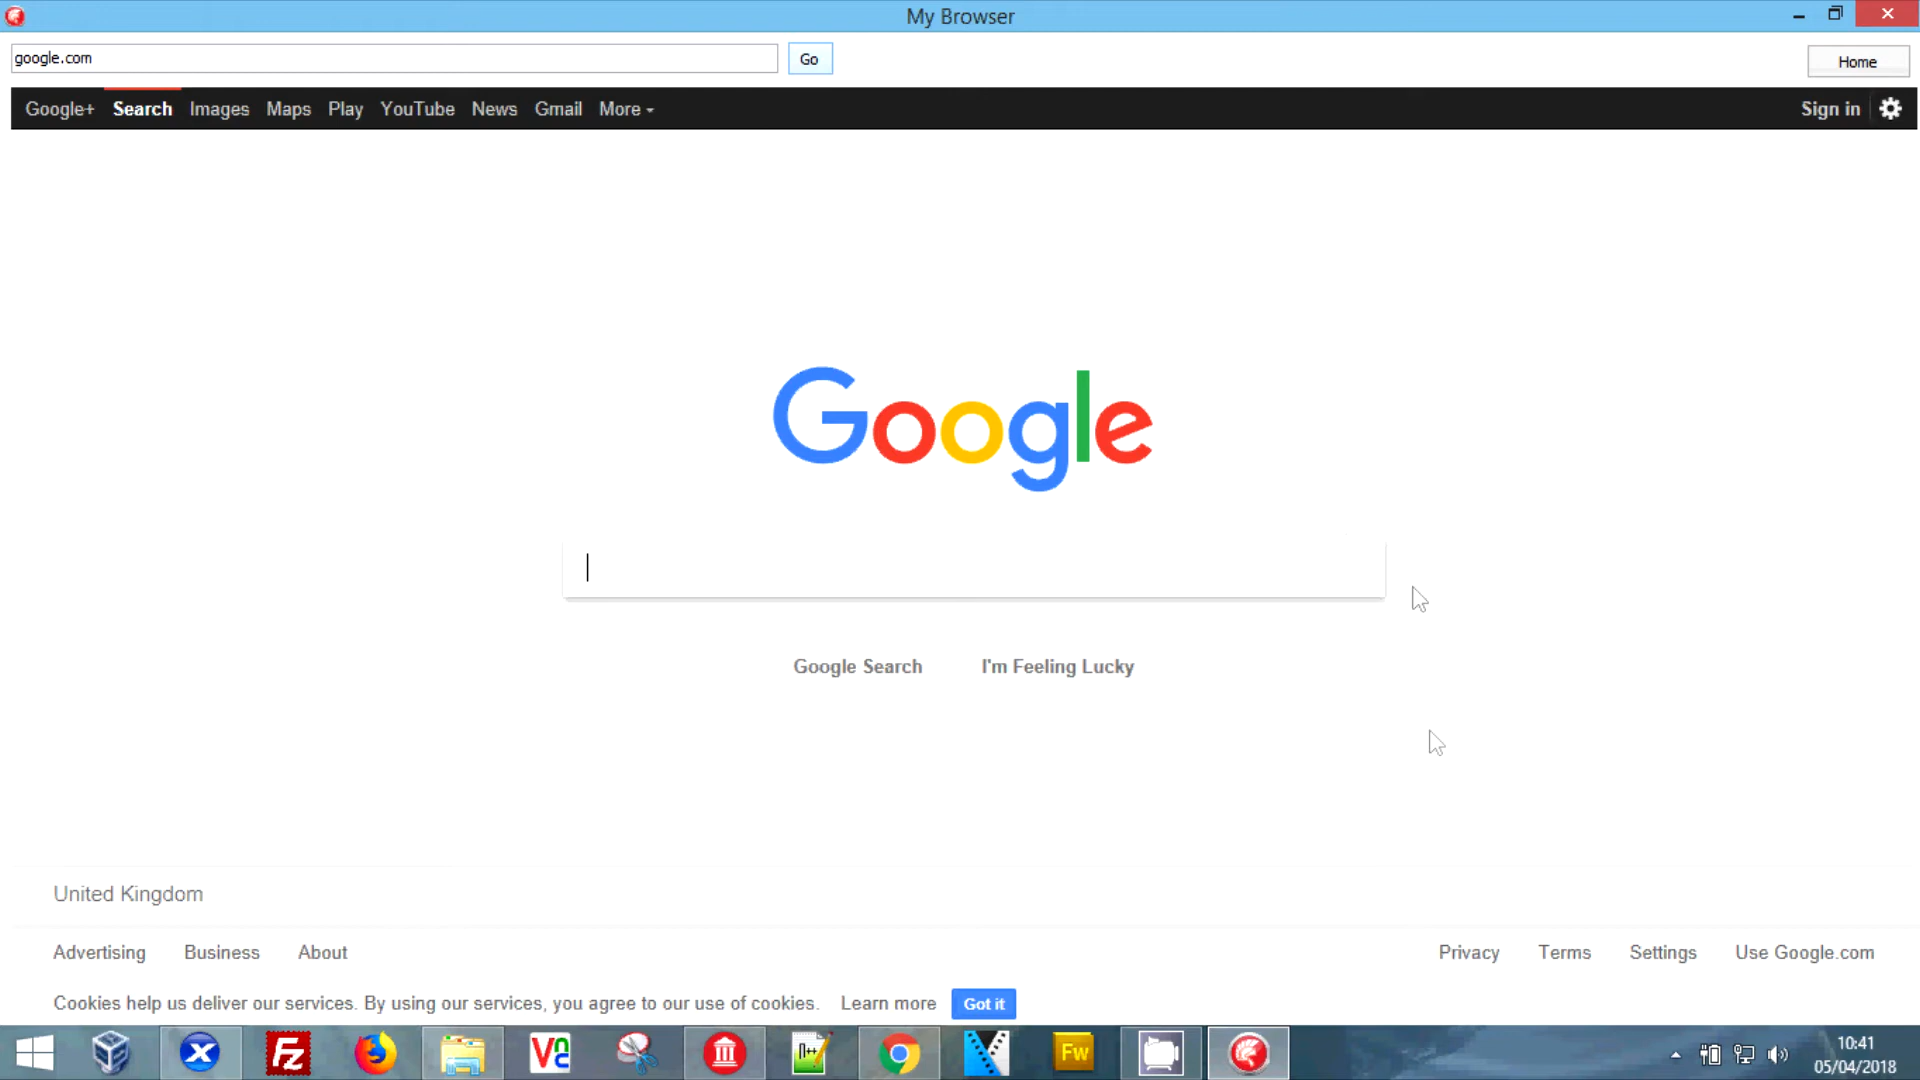 My Browser
google.com Go Home
Google+ Search Images Maps Play YouTube News Gmail More Sign in
Google
Google Search I'm Feeling Lucky
United Kingdom
Advertising Business About Privacy Terms Settings Use Google.com
Cookies help us deliver our services. By using our services, you agree to our use of cookies. Learn more Got it
X Fz VNC n++ Fw
10:41
05/04/2018